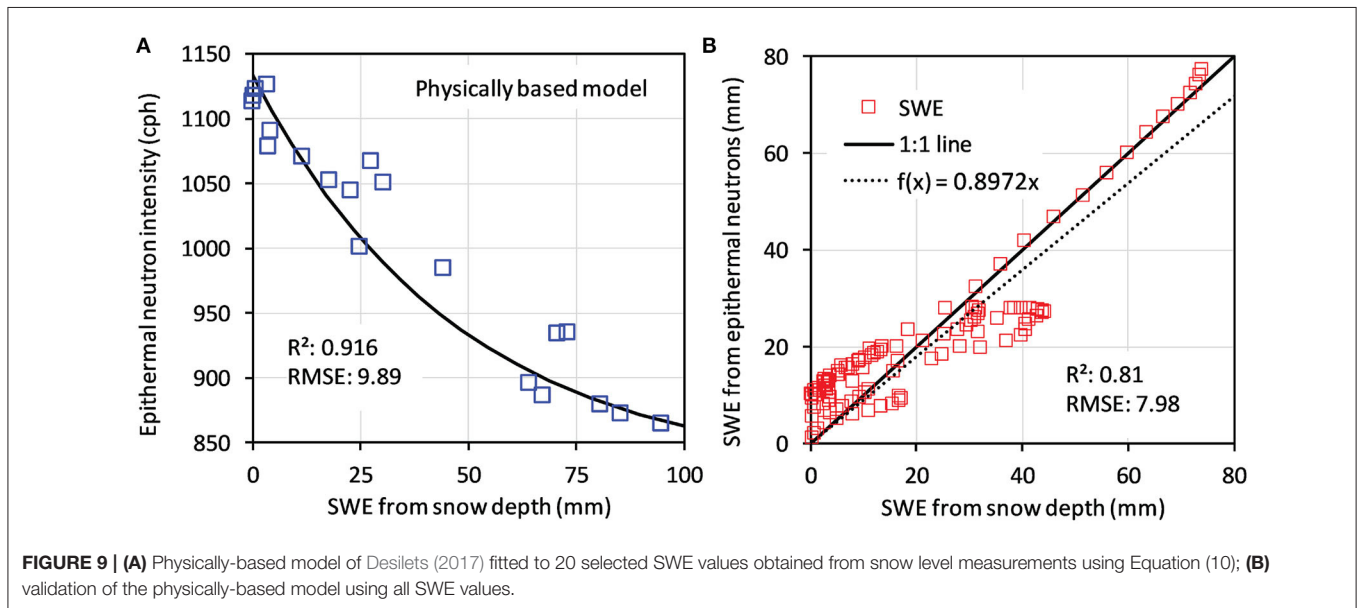 A
Physically based model
Epithermal neutron intensity (cph)
1150
1100
1050
1000
950
900
850
R²: 0.916
RMSE: 9.89
0 25 50 75 100
SWE from snow depth (mm)
B
SWE from epithermal neutrons (mm)
80
60
40
20
0
SWE
1:1 line
f(x) = 0.8972x
R²: 0.81
RMSE: 7.98
0 20 40 60 80
SWE from snow depth (mm)
FIGURE 9 | (A) Physically-based model of Desilets (2017) fitted to 20 selected SWE values obtained from snow level measurements using Equation (10); (B)
validation of the physically-based model using all SWE values.